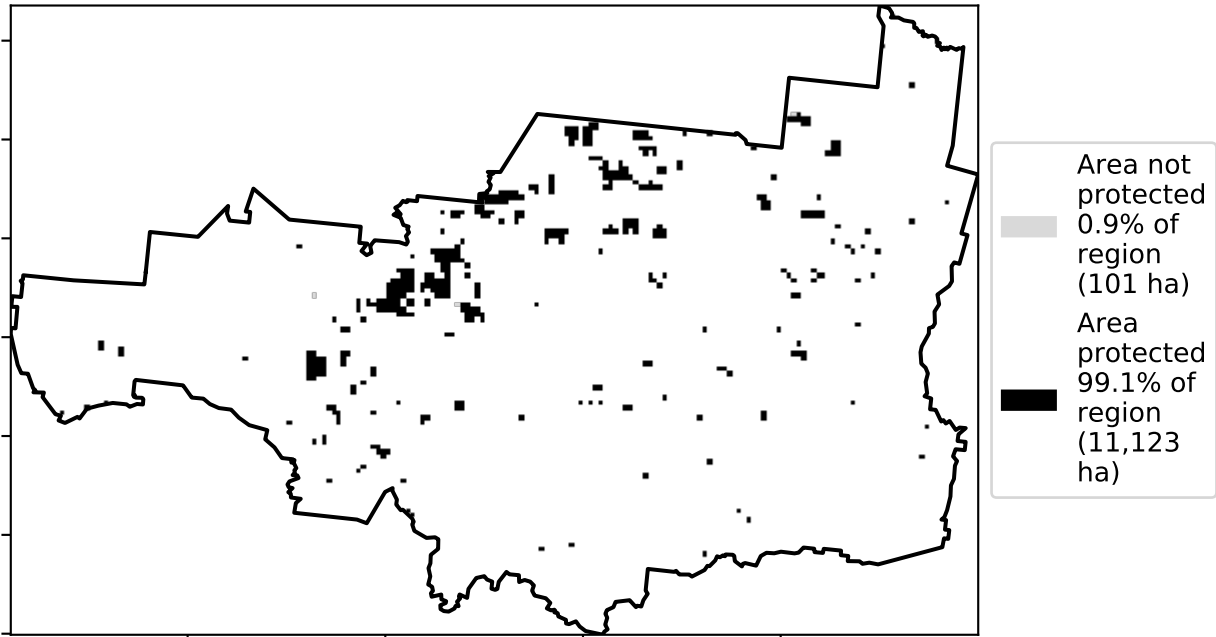 Area not
protected
0.9% of
region
(101 ha)
Area
protected
99.1% of
region
(11,123
ha)